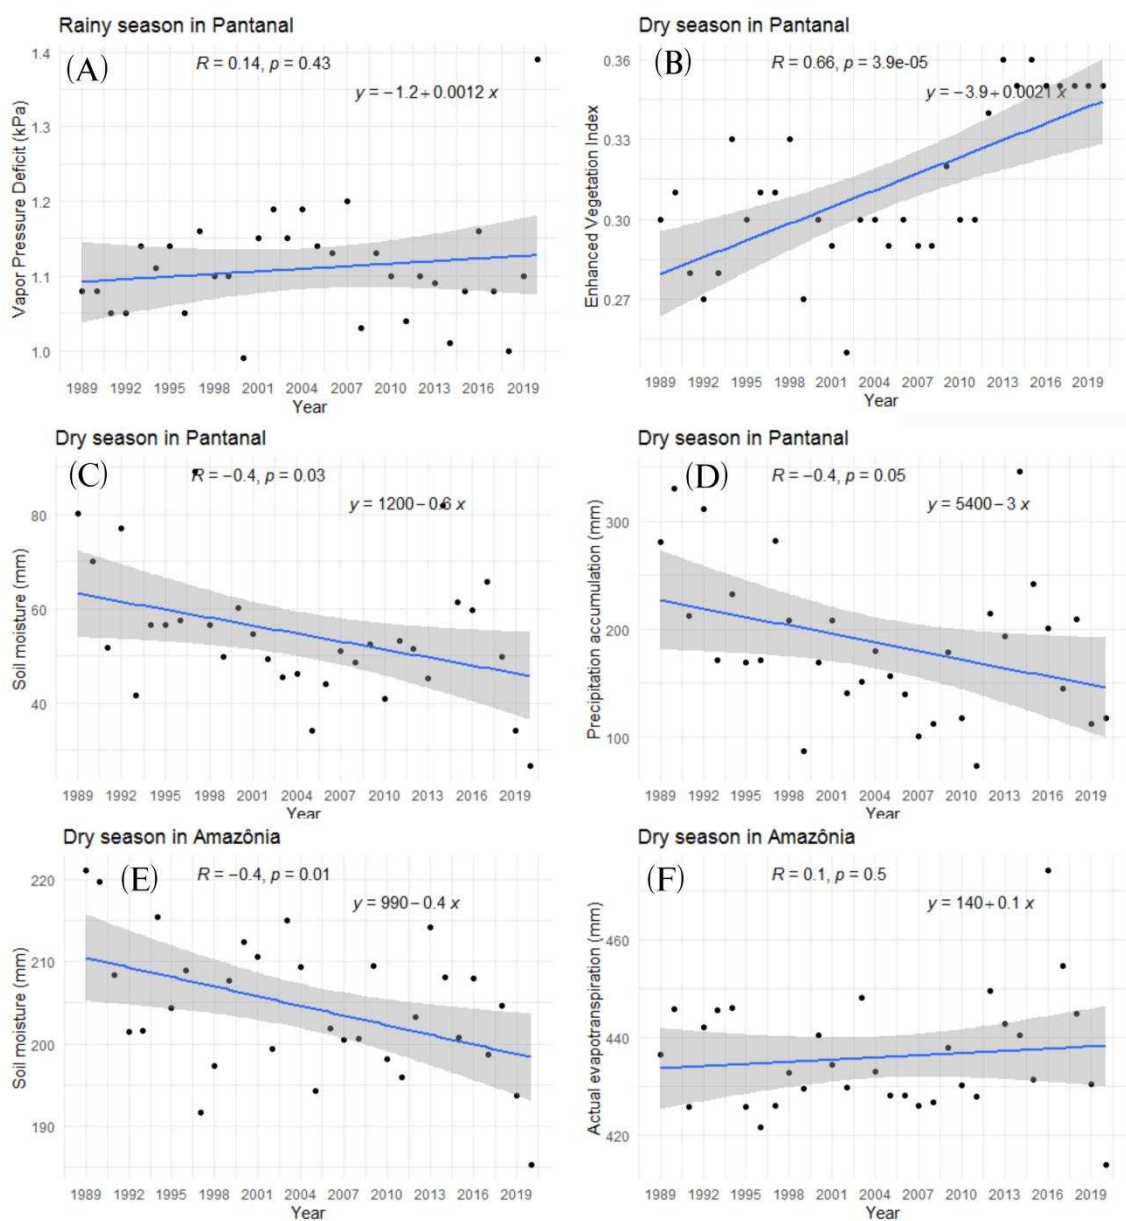 Rainy season in Pantanal
(A)
R = 0.14, p = 0.43
y = −1.2 + 0.0012 x
Vapor Pressure Deficit (kPa)
1.4
1.3
1.2
1.1
1.0
1989 1992 1995 1998 2001 2004 2007 2010 2013 2016 2019
Year
Dry season in Pantanal
(B)
R = 0.66, p = 3.9e−05
y = −3.9 + 0.0021 x
Enhanced Vegetation Index
0.36
0.33
0.30
0.27
1989 1992 1995 1998 2001 2004 2007 2010 2013 2016 2019
Year
Dry season in Pantanal
(C)
R = −0.4, p = 0.03
y = 1200 − 0.6 x
Soil moisture (mm)
80
60
40
1989 1992 1995 1998 2001 2004 2007 2010 2013 2016 2019
Year
Dry season in Pantanal
(D)
R = −0.4, p = 0.05
y = 5400 − 3 x
Precipitation accumulation (mm)
300
200
100
1989 1992 1995 1998 2001 2004 2007 2010 2013 2016 2019
Year
Dry season in Amazônia
(E)
R = −0.4, p = 0.01
y = 990 − 0.4 x
Soil moisture (mm)
220
210
200
190
1989 1992 1995 1998 2001 2004 2007 2010 2013 2016 2019
Year
Dry season in Amazônia
(F)
R = 0.1, p = 0.5
y = 140 + 0.1 x
Actual evapotranspiration (mm)
460
440
420
1989 1992 1995 1998 2001 2004 2007 2010 2013 2016 2019
Year